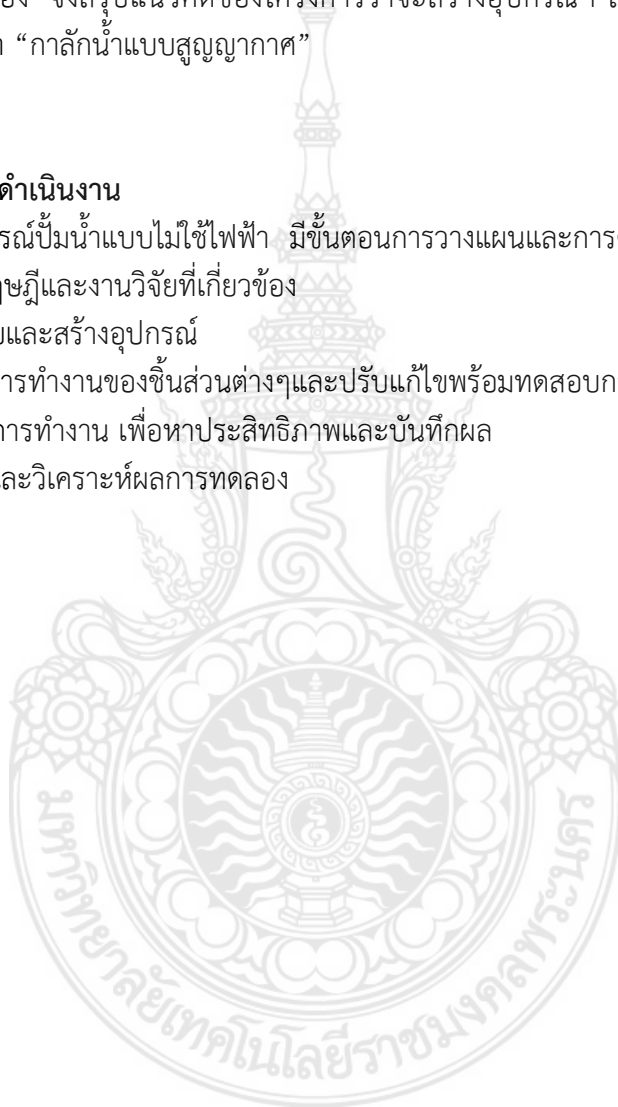 จึงสรุปแนวคิดของโครงการว่าจะสร้างอุปกรณ์
“กาลักน้ำแบบสูญญากาศ”
ดำเนินงาน
รณ์ปั้มน้ำแบบไม่ใช้ไฟฟ้า มีขั้นตอนการวางแผนและการ
ษฎีและงานวิจัยที่เกี่ยวข้อง
และสร้างอุปกรณ์
การทำงานของชิ้นส่วนต่างๆและปรับแก้ไขพร้อมทดสอบ
การทำงาน เพื่อหาประสิทธิภาพและบันทึกผล
ละวิเคราะห์ผลการทดลอง
มหาวิทยาลัยเทคโนโลยีราชมงคลพระนคร